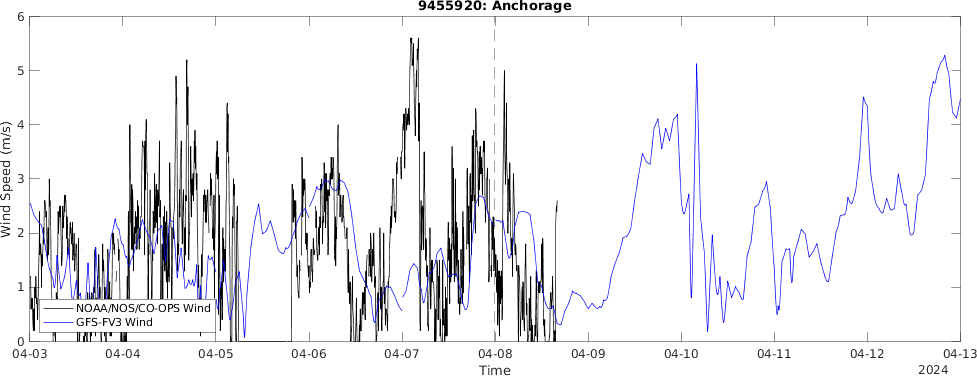 9455920: Anchorage
6
5
4
3
2
1
0
Wind Speed (m/s)
NOAA/NOS/CO-OPS Wind
GFS-FV3 Wind
04-03 04-04 04-05 04-06 04-07 04-08 04-09 04-10 04-11 04-12 04-13
Time
2024